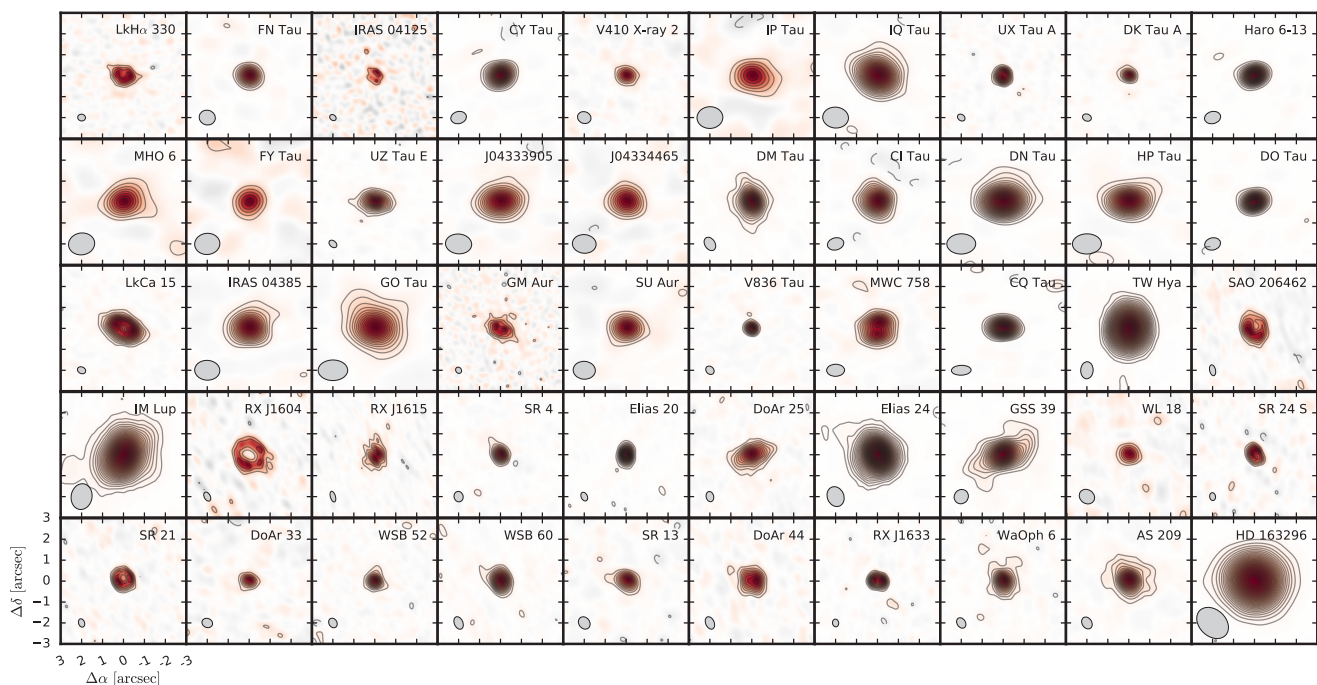 LkHα 330 FN Tau IRAS 04125 CY Tau V410 X-ray 2 IP Tau IQ Tau UX Tau A DK Tau A Haro 6-13
MHO 6 FY Tau UZ Tau E J04333905 J04334465 DM Tau CI Tau DN Tau HP Tau DO Tau
LkCa 15 IRAS 04385 GO Tau GM Aur SU Aur V836 Tau MWC 758 CQ Tau TW Hya SAO 206462
IM Lup RX J1604 RX J1615 SR 4 Elias 20 DoAr 25 Elias 24 GSS 39 WL 18 SR 24 S
SR 21 DoAr 33 WSB 52 WSB 60 SR 13 DoAr 44 RX J1633 WaOph 6 AS 209 HD 163296
3
2
1
0
−1
−2
−3
Δδ [arcsec]
3 2 1 0 -1 -2 -3
Δα [arcsec]